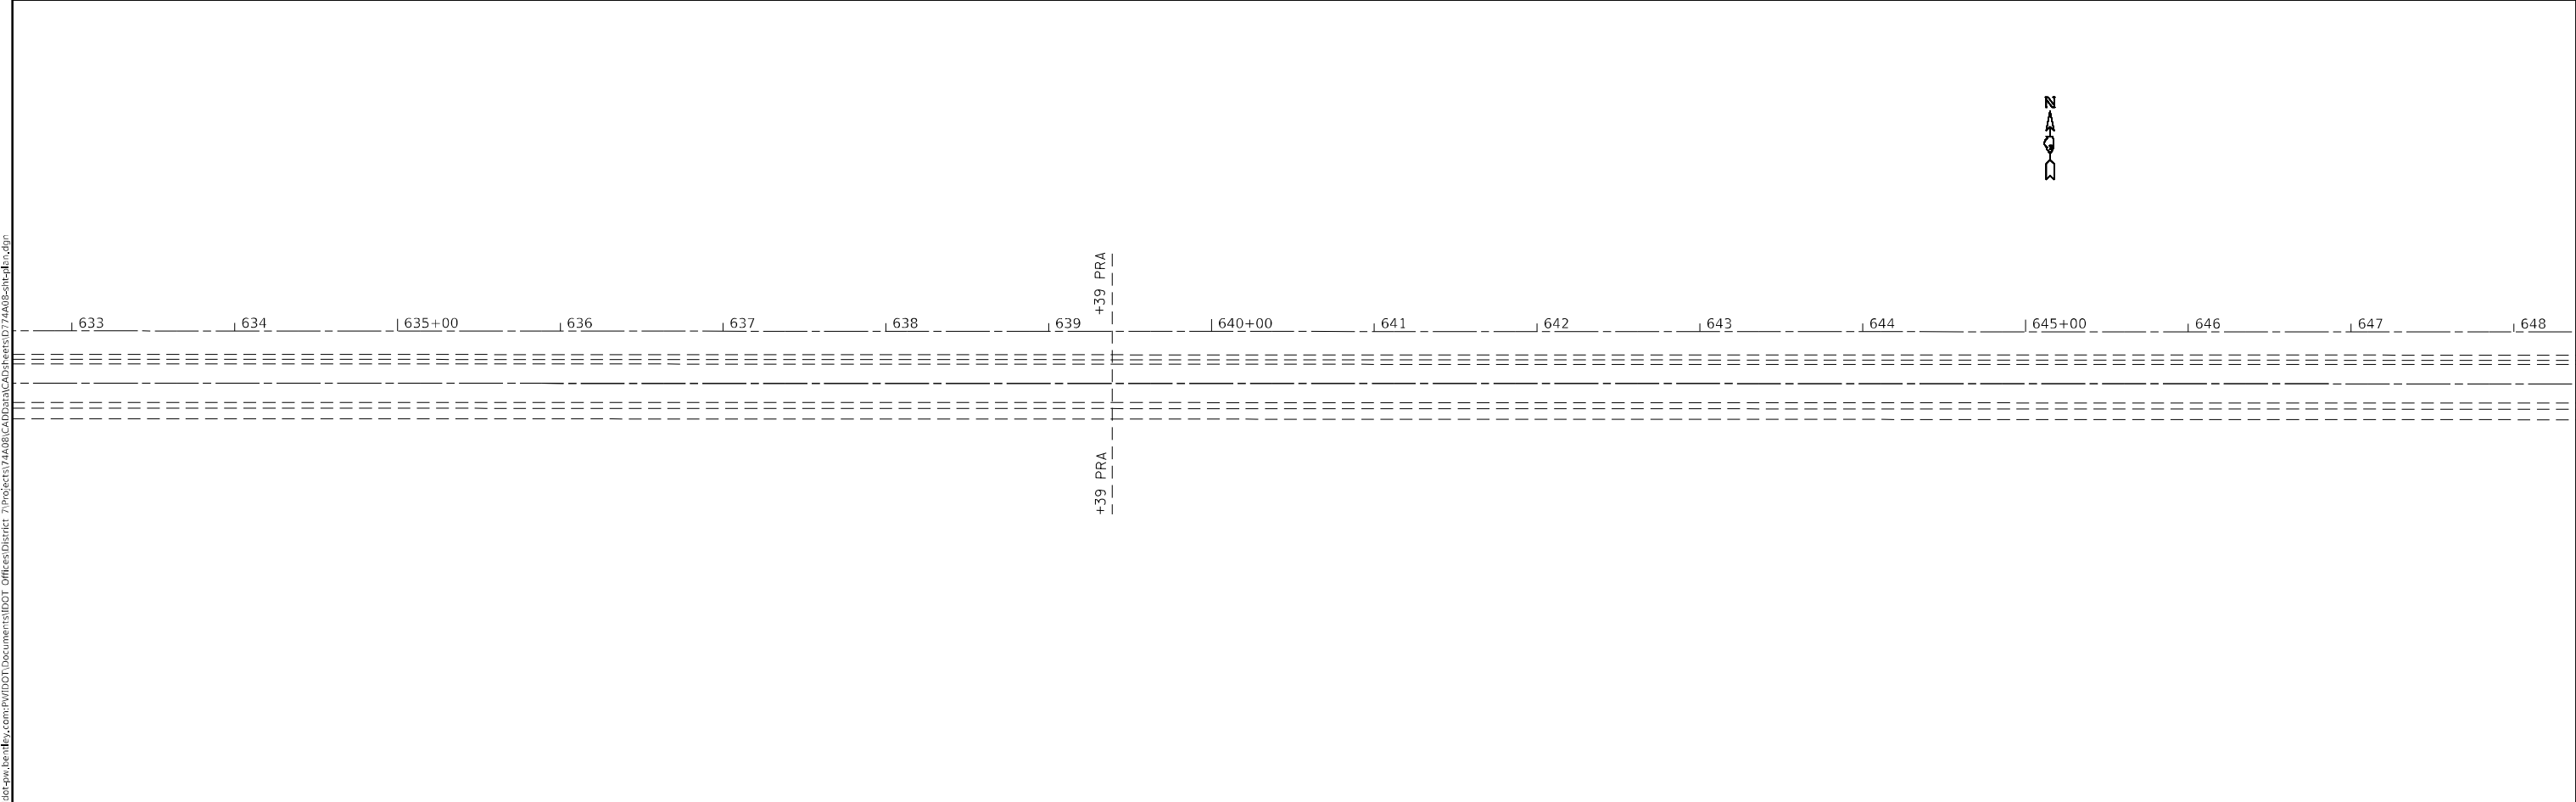 N
+39 PRA
633 634 635+00 636 637 638 639 640+00 641 642 643 644 645+00 646 647 648
+39 PRA
dot-pw.bentley.com:PWIDOT\Documents\IDOT Offices\District 7\Projects\74A08\CADData\CADsheets\D774A08-sht-plan.dgn